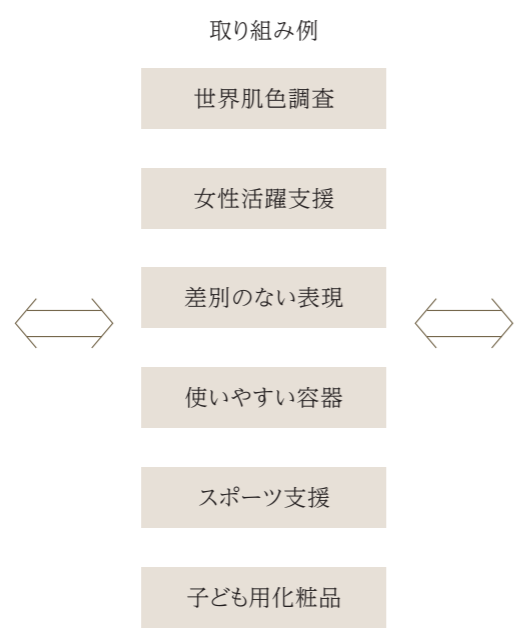 取り組み例
世界肌色調査
女性活躍支援
差別のない表現
使いやすい容器
スポーツ支援
子ども用化粧品